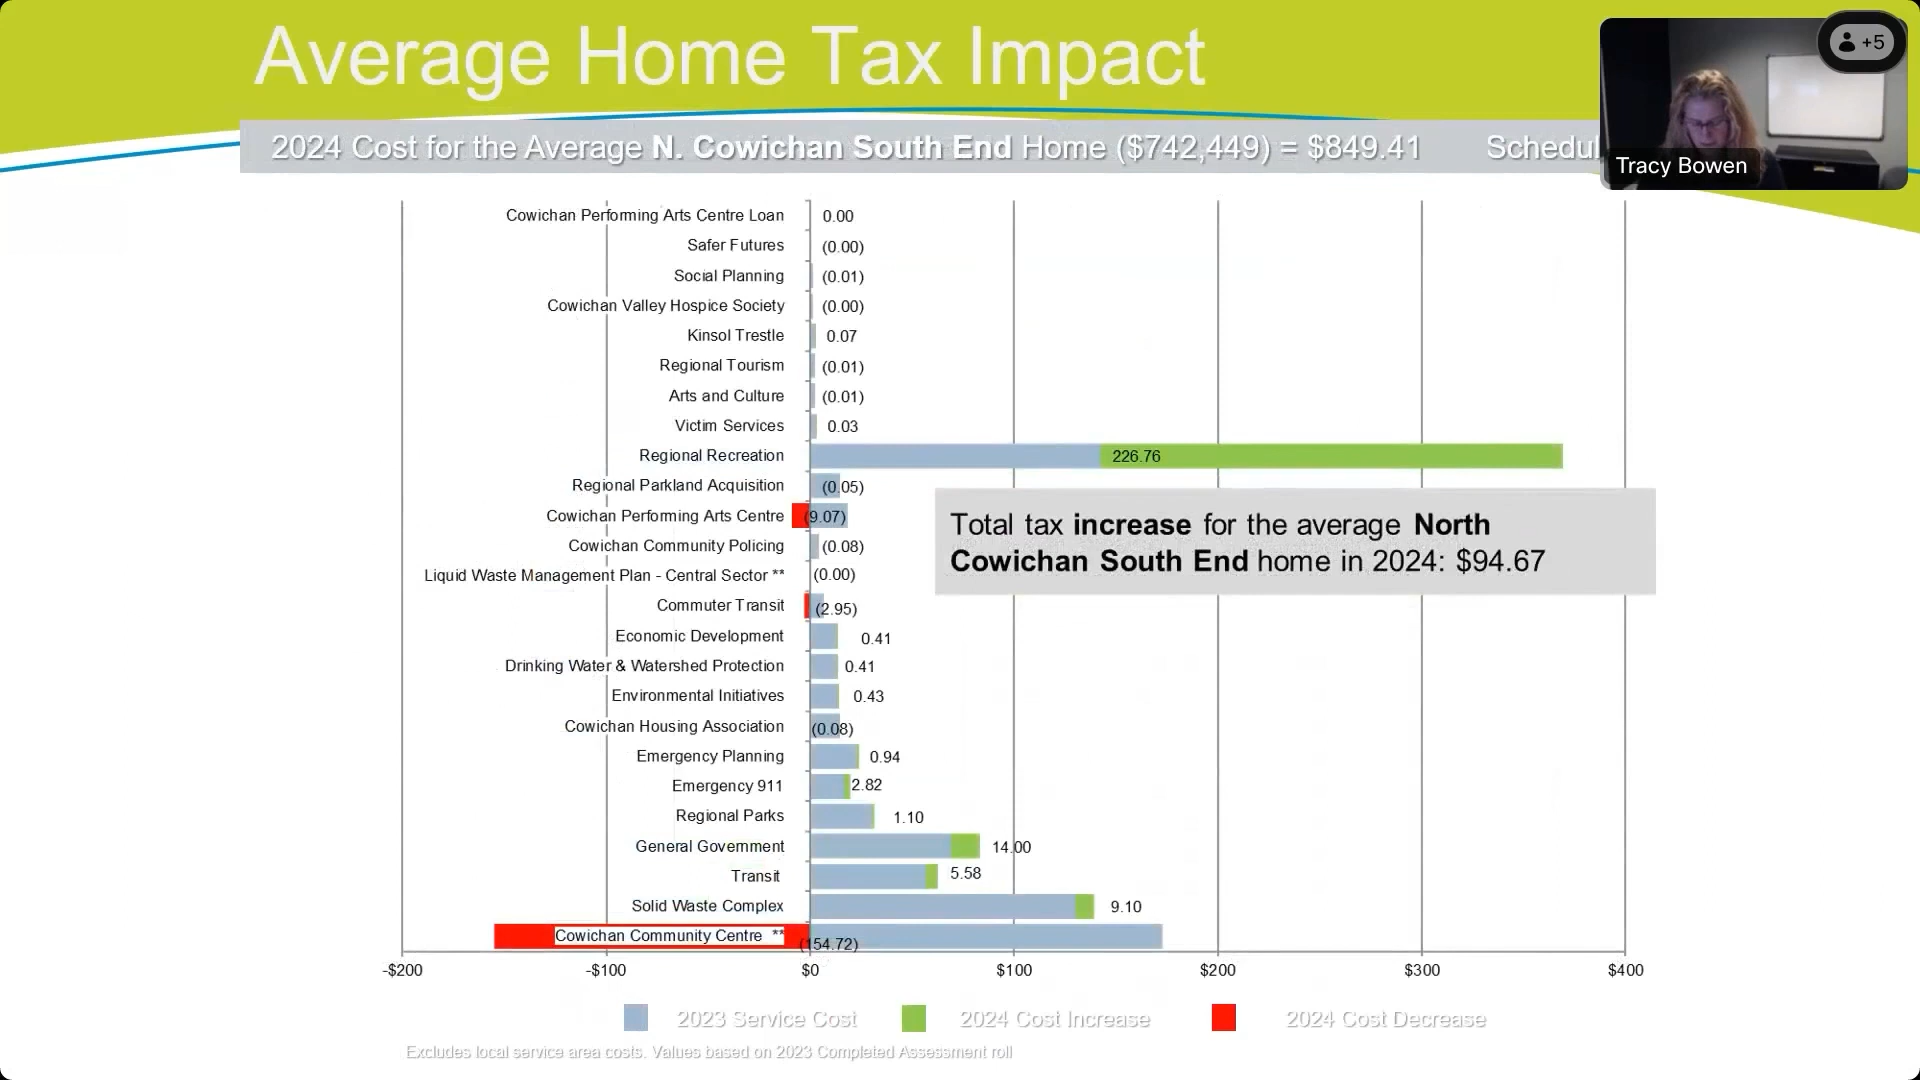 Average Home Tax Impact
+5
2024 Cost for the Average N. Cowichan South End Home ($742,449) = $849.41
Tracy Bowen
Cowichan Performing Arts Centre Loan 0.00
Safer Futures (0.00)
Social Planning (0.01)
Cowichan Valley Hospice Society (0.00)
Kinsol Trestle 0.07
Regional Tourism (0.01)
Arts and Culture (0.01)
Victim Services 0.03
Regional Recreation 226.76
Regional Parkland Acquisition (0.05)
Cowichan Performing Arts Centre (9.07)
Total tax increase for the average North
Cowichan South End home in 2024: $94.67
Cowichan Community Policing (0.08)
Liquid Waste Management Plan - Central Sector ** (0.00)
Commuter Transit (2.95)
Economic Development 0.41
Drinking Water & Watershed Protection 0.41
Environmental Initiatives 0.43
Cowichan Housing Association (0.08)
Emergency Planning 0.94
Emergency 911 2.82
Regional Parks 1.10
General Government 14.00
Transit 5.58
Solid Waste Complex 9.10
Cowichan Community Centre ** (154.72)
-$200 -$100 $0 $100 $200 $300 $400
2023 Service Cost 2024 Cost Increase 2024 Cost Decrease
Excludes local service area costs. Values based on 2023 Completed Assessment roll